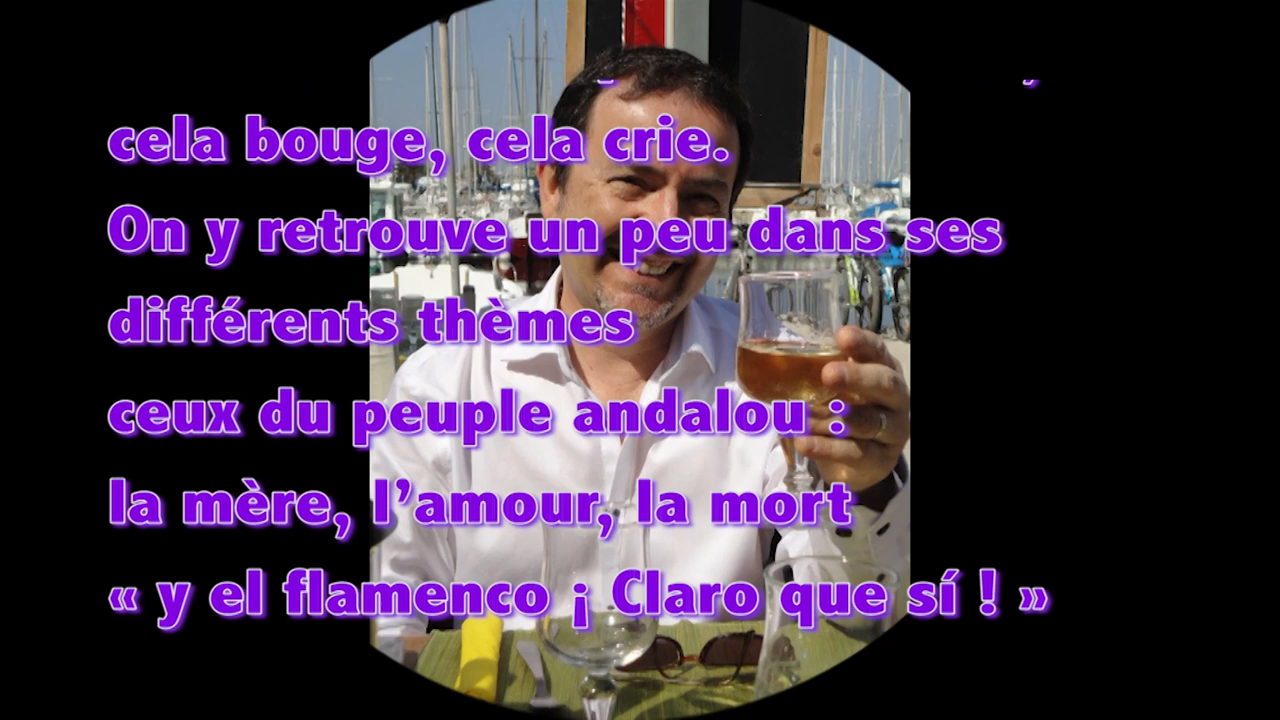 cela bouge, cela crie.
On y retrouve un peu dans ses
différents thèmes
ceux du peuple andalou :
la mère, l’amour, la mort
« y el flamenco ¡ Claro que sí ! »